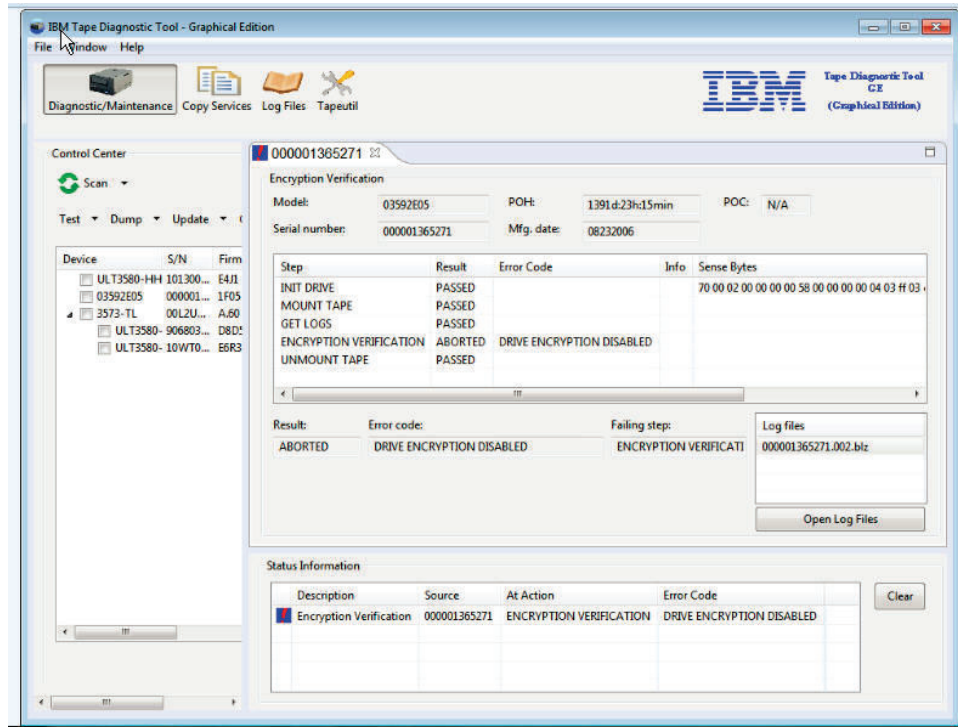 IBM Tape Diagnostic Tool - Graphical Edition
File Window Help
Diagnostic/Maintenance Copy Services Log Files Tapeutil
IBM
Tape Diagnostic Tool
GE
(Graphical Edition)
Control Center
Scan
Test Dump Update
Device S/N Firm
ULT3580-HH 101300... E4J1
03592E05 000001... 1F05
3573-TL 00L2U... A.60
ULT3580- 906803... D8D5
ULT3580- 10WT0... E6R3
000001365271
Encryption Verification
Model: 03592E05 POH: 1391d:23h:15min POC: N/A
Serial number: 000001365271 Mfg. date: 08232006
Step Result Error Code Info Sense Bytes
INIT DRIVE PASSED 70 00 02 00 00 00 00 58 00 00 00 00 04 03 ff 03
MOUNT TAPE PASSED
GET LOGS PASSED
ENCRYPTION VERIFICATION ABORTED DRIVE ENCRYPTION DISABLED
UNMOUNT TAPE PASSED
Result: Error code: Failing step: Log files
ABORTED DRIVE ENCRYPTION DISABLED ENCRYPTION VERIFICATI 000001365271.002.blz
Open Log Files
Status Information
Description Source At Action Error Code Clear
Encryption Verification 000001365271 ENCRYPTION VERIFICATION DRIVE ENCRYPTION DISABLED